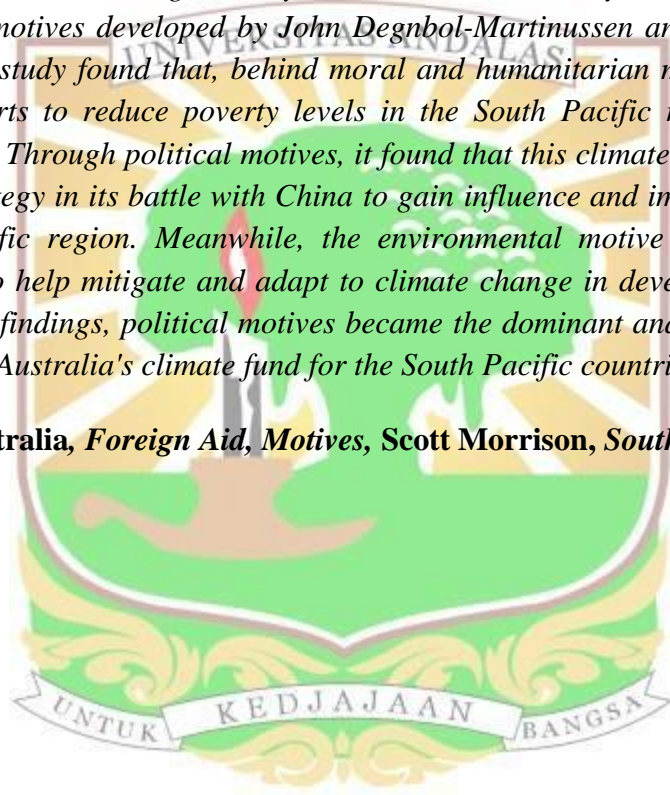 motives developed by John Degnbol-Martinussen an
UNIVERSITAS ANDALAS
study found that, behind moral and humanitarian
rts to reduce poverty levels in the South Pacific
Through political motives, it found that this climate
tegy in its battle with China to gain influence and
fic region. Meanwhile, the environmental motive
o help mitigate and adapt to climate change in deve
findings, political motives became the dominant and
Australia's climate fund for the South Pacific countri
tralia, Foreign Aid, Motives, Scott Morrison, South
UNTUK KEDJAJAAN BANGSA